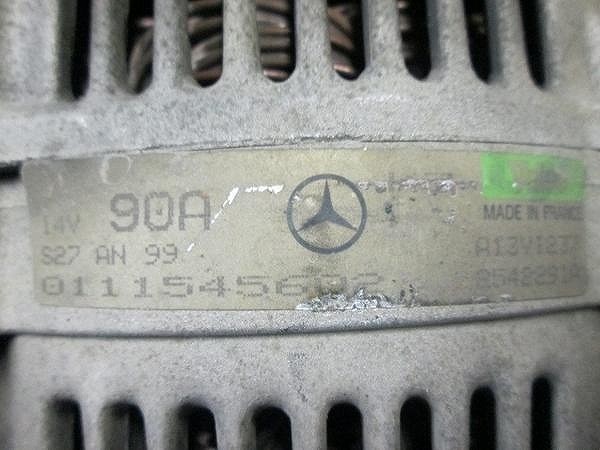 14V 90A
MADE IN FRANCE
S27 AN 99 A13VI237
0111545602